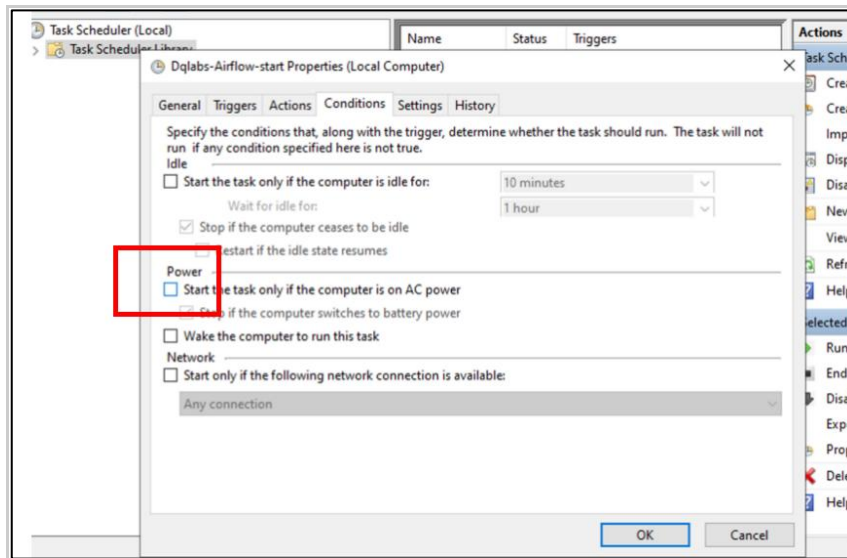 Task Scheduler (Local)
Task Scheduler Library
Name Status Triggers
Actions
Dqlabs-Airflow-start Properties (Local Computer)
General Triggers Actions Conditions Settings History
Specify the conditions that, along with the trigger, determine whether the task should run. The task will not
run if any condition specified here is not true.
Idle
Start the task only if the computer is idle for: 10 minutes
Wait for idle for: 1 hour
Stop if the computer ceases to be idle
Restart if the idle state resumes
Power
Start the task only if the computer is on AC power
Stop if the computer switches to battery power
Wake the computer to run this task
Network
Start only if the following network connection is available:
Any connection
OK Cancel
Task Sch
Crea
Crea
Imp
Disp
Disa
New
View
Refr
Help
Selected
Run
End
Disa
Exp
Prop
Dele
Help